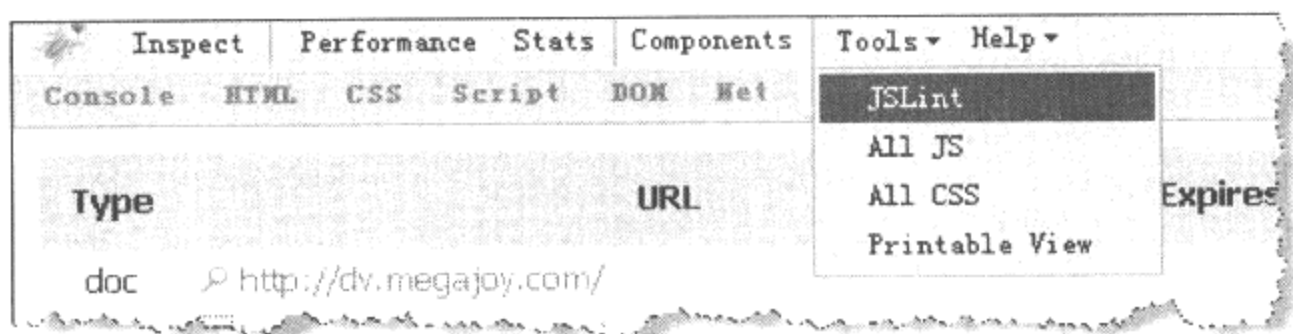 Inspect Performance Stats Components Tools Help
Console HTML CSS Script DOM Net
JSLint
All JS
All CSS
Printable View
Type URL Expires
doc http://dv.megajoy.com/